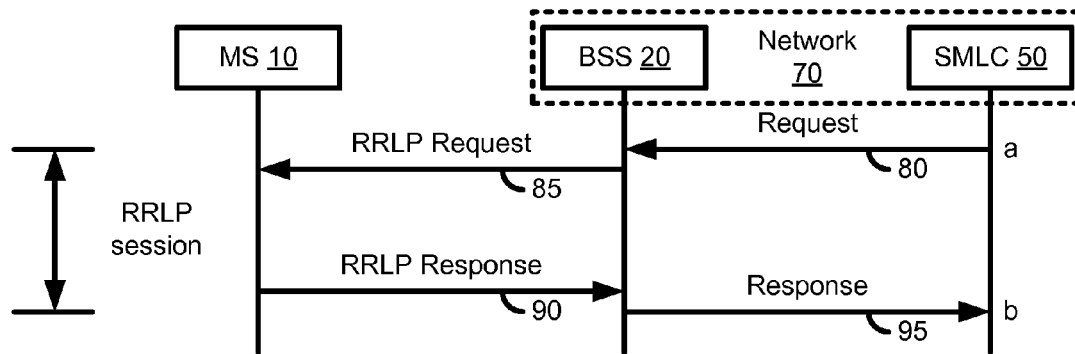 MS 10
BSS 20
Network
70
SMLC 50
Request
a
80
RRLP Request
85
RRLP
session
RRLP Response
90
Response
b
95